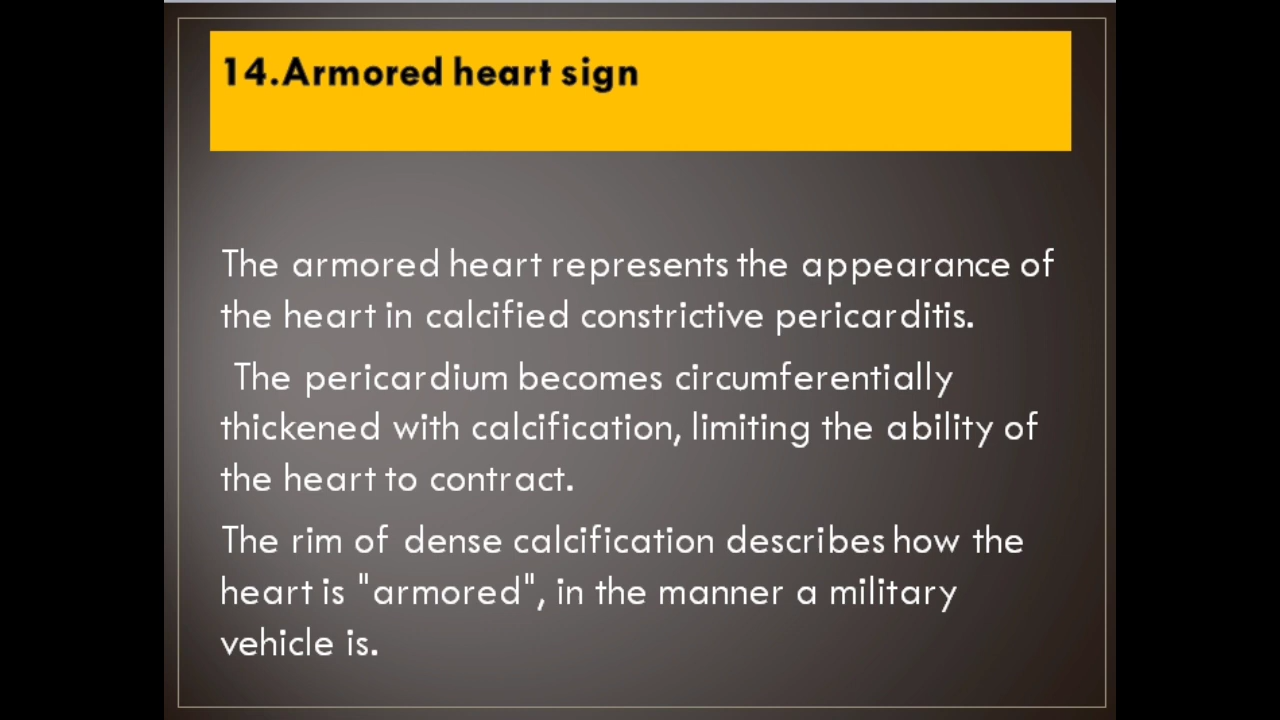 14.Armored heart sign
The armored heart represents the appearance of
the heart in calcified constrictive pericarditis.
The pericardium becomes circumferentially
thickened with calcification, limiting the ability of
the heart to contract.
The rim of dense calcification describes how the
heart is "armored", in the manner a military
vehicle is.